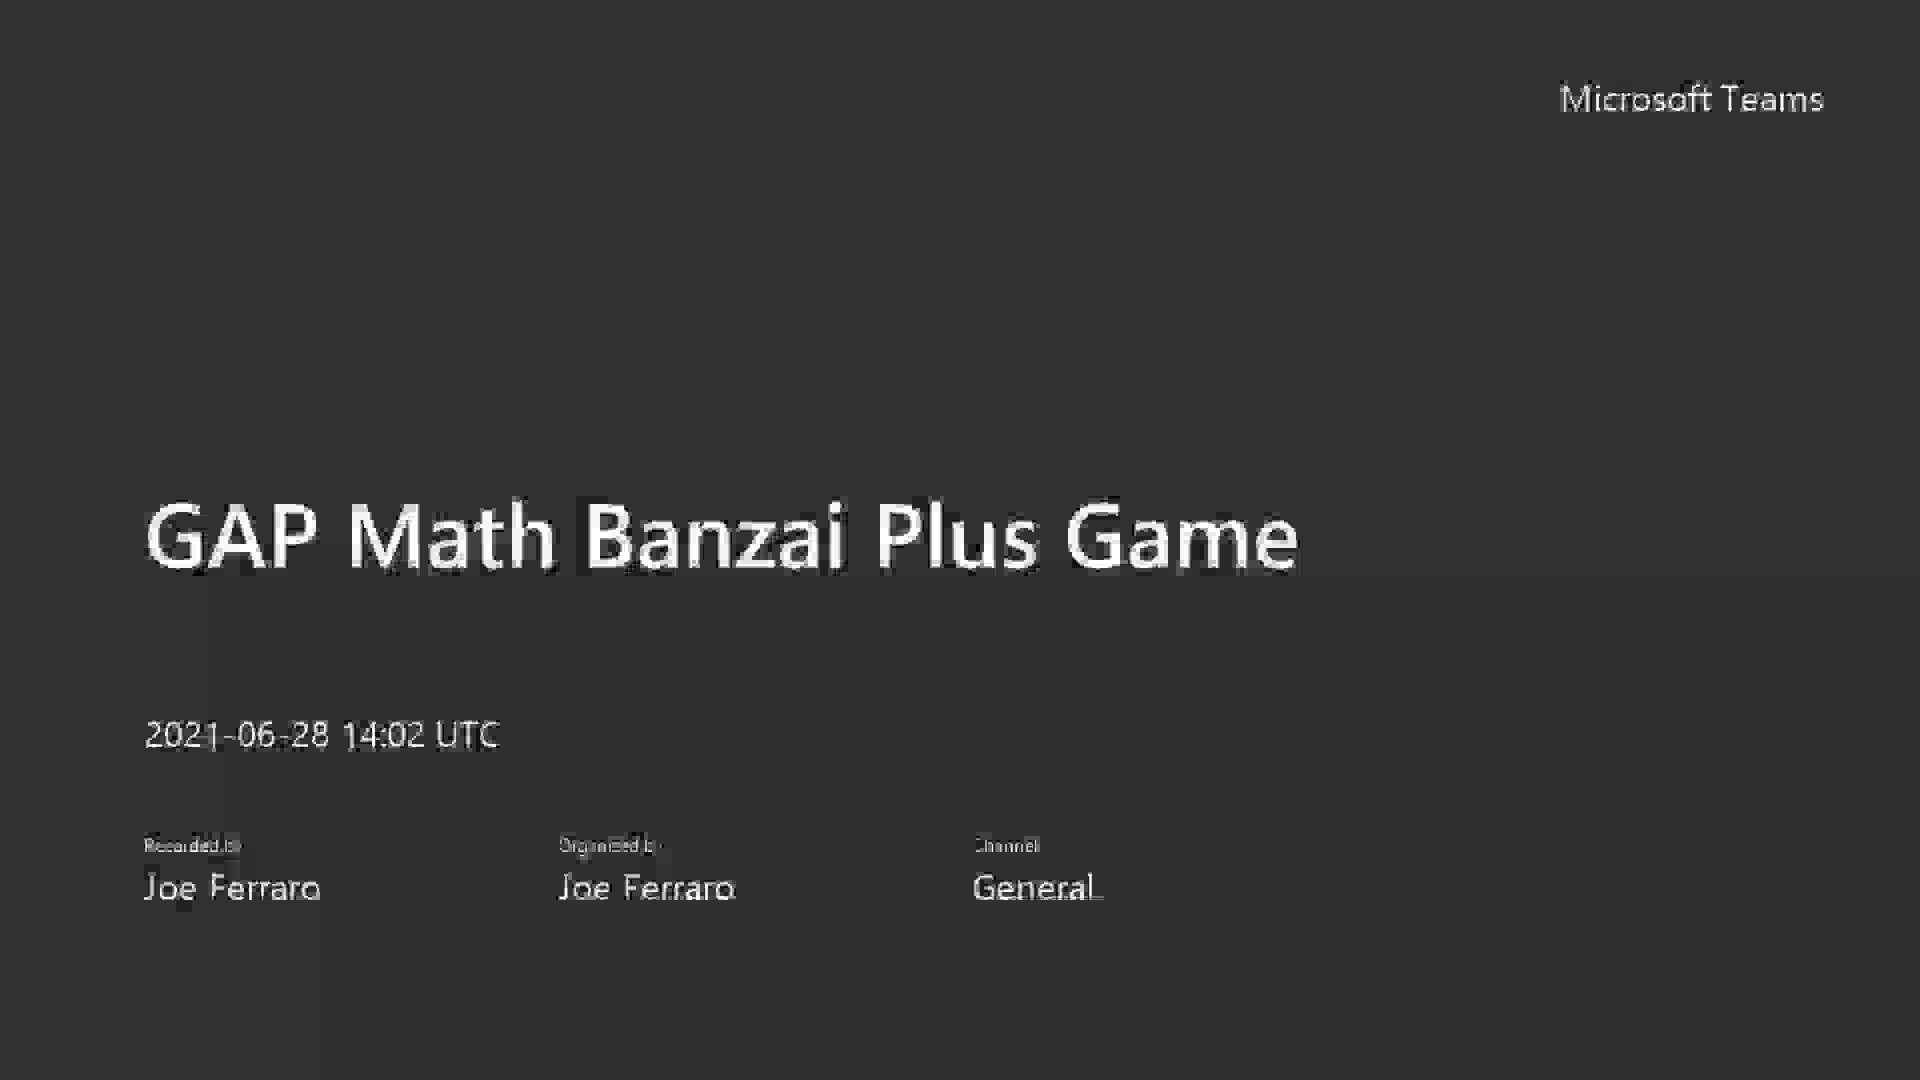 Microsoft Teams
GAP Math Banzai Plus Game
2021-06-28 14:02 UTC
Recorded by Organized by Channel
Joe Ferraro Joe Ferraro General